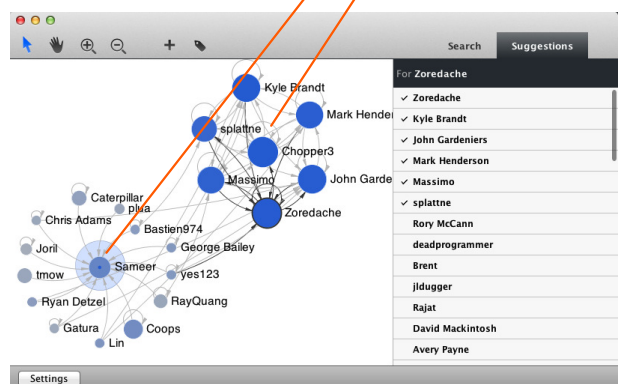 Search
Suggestions
For Zoredache
✓ Zoredache
✓ Kyle Brandt
✓ John Gardeniers
✓ Mark Henderson
✓ Massimo
✓ splattne
Rory McCann
deadprogrammer
Brent
jldugger
Rajat
David Mackintosh
Avery Payne
Kyle Brandt
Mark Hender
splattne
Chopper3
Massimo
John Garde
Zoredache
Caterpillar
plua
Chris Adams
Bastien974
Joril
George Bailey
Sameer
tmow
yes123
Ryan Detzel
RayQuang
Gatura
Coops
Lin
Settings